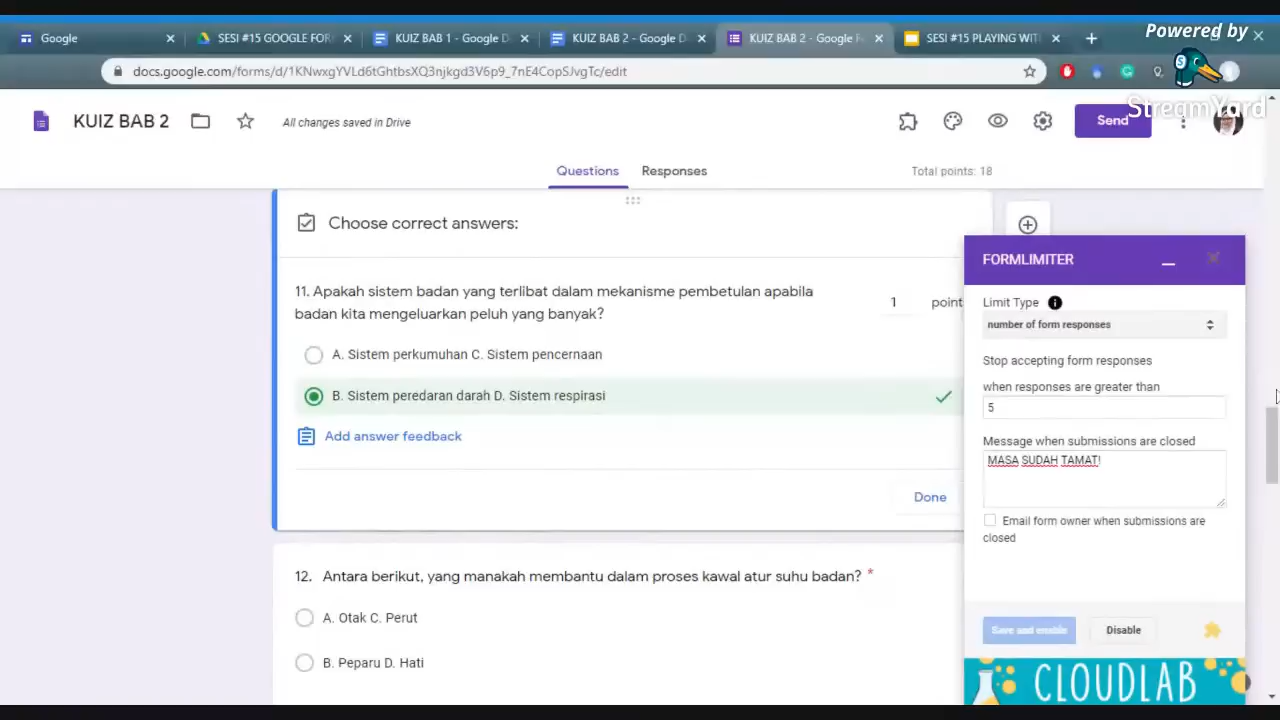 Powered by
StreamYard
Google
SESI #15 GOOGLE FOR
KUIZ BAB 1 - Google D
KUIZ BAB 2 - Google D
KUIZ BAB 2 - Google F
SESI #15 PLAYING WIT
docs.google.com/forms/d/1KNwxgYVLd6tGhtbsXQ3njkgd3V6p9_7nE4CopSJvgTc/edit
KUIZ BAB 2
All changes saved in Drive
Send
Questions
Responses
Total points: 18
Choose correct answers:
11. Apakah sistem badan yang terlibat dalam mekanisme pembetulan apabila
badan kita mengeluarkan peluh yang banyak?
1 point
A. Sistem perkumuhan C. Sistem pencernaan
B. Sistem peredaran darah D. Sistem respirasi
Add answer feedback
Done
12. Antara berikut, yang manakah membantu dalam proses kawal atur suhu badan? *
A. Otak C. Perut
B. Peparu D. Hati
FORMLIMITER
Limit Type
number of form responses
Stop accepting form responses
when responses are greater than
5
Message when submissions are closed
MASA SUDAH TAMAT!
Email form owner when submissions are
closed
Save and enable
Disable
CLOUDLAB